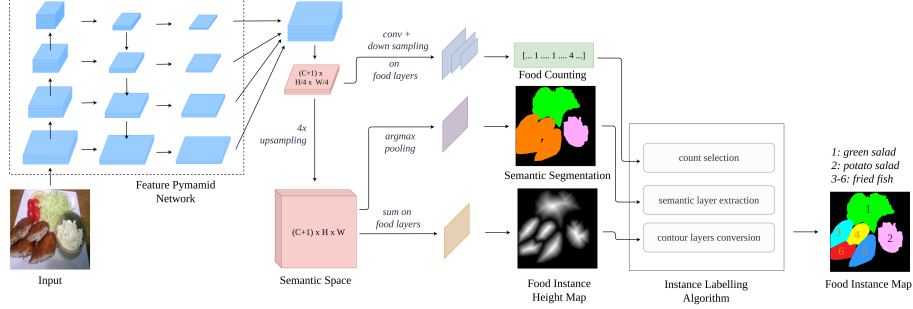 conv +
down sampling
on
food layers
(C+1) x
H/4 x W/4
[... 1 .... 1 .... 4 ...]
Food Counting
4x
upsampling
argmax
pooling
Semantic Segmentation
Feature Pymamid
Network
count selection
semantic layer extraction
contour layers conversion
1: green salad
2: potato salad
3-6: fried fish
1
2
3
4
5
6
(C+1) x H x W
sum on
food layers
Input
Semantic Space
Food Instance
Height Map
Instance Labelling
Algorithm
Food Instance Map